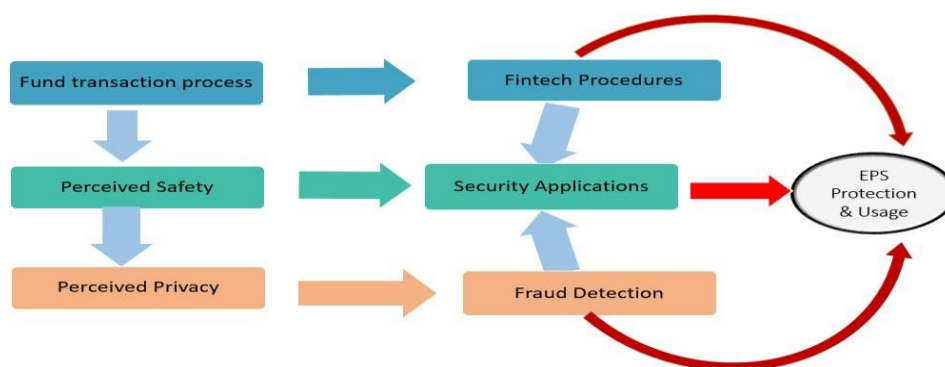 Fund transaction process
Fintech Procedures
Perceived Safety
Security Applications
EPS
Protection
& Usage
Perceived Privacy
Fraud Detection